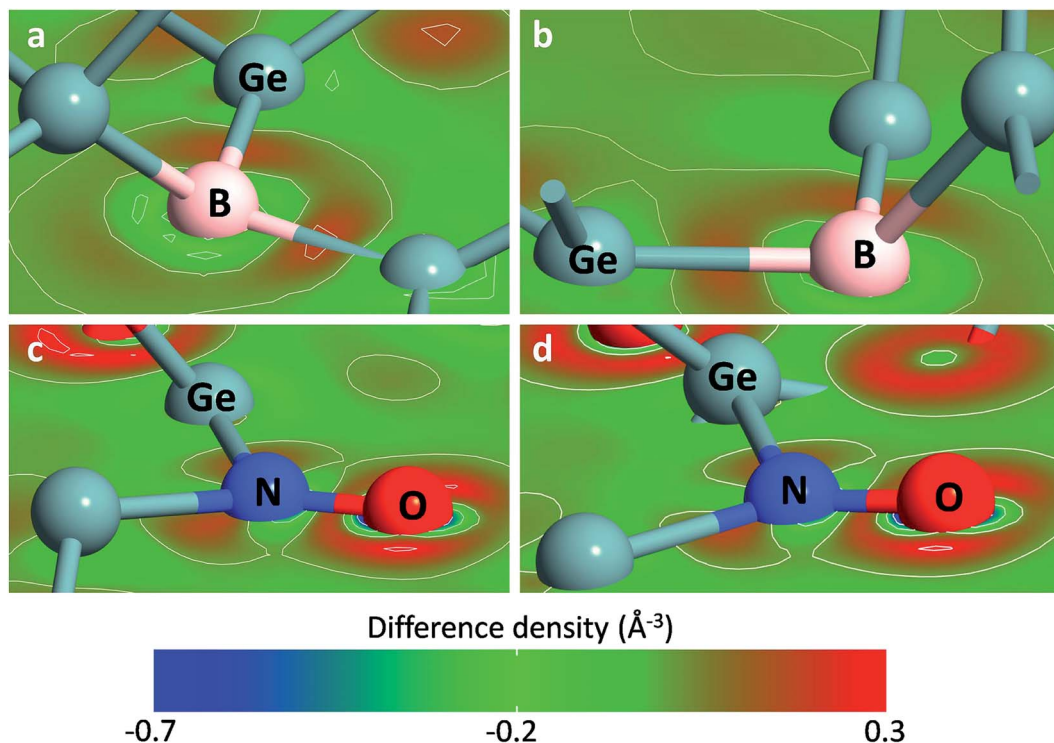 a
Ge
B
b
Ge
B
c
Ge
N
O
d
Ge
N
O
Difference density (Å⁻³)
-0.7
-0.2
0.3